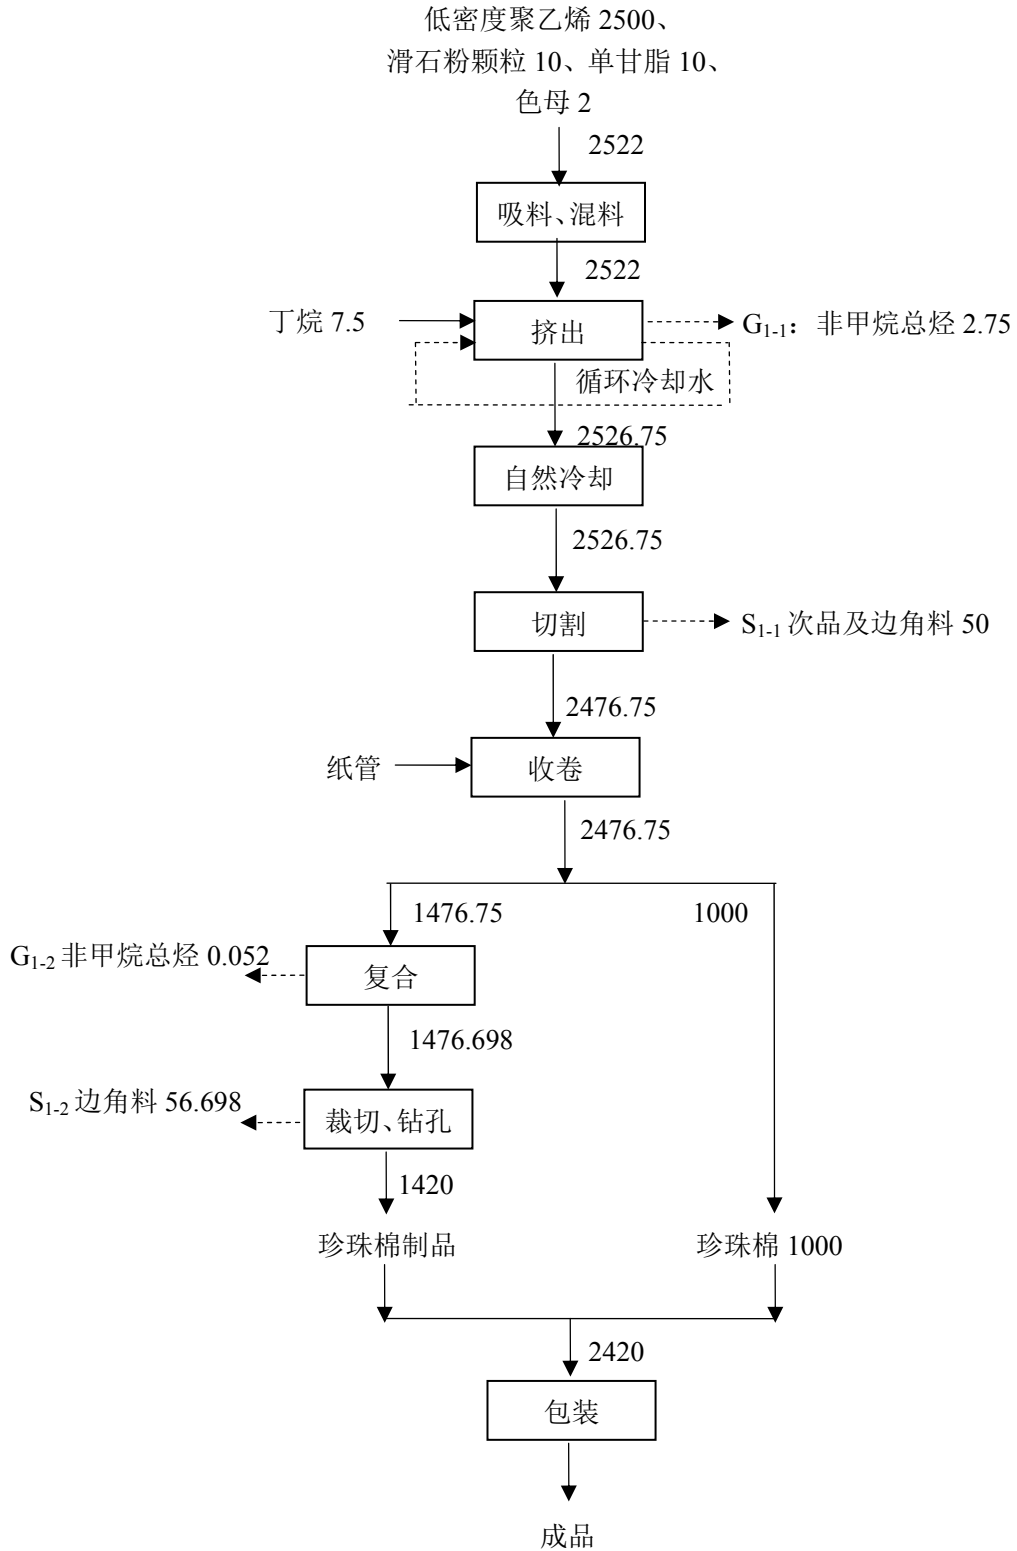 低密度聚乙烯 2500、
滑石粉颗粒 10、单甘脂 10、
色母 2
2522
吸料、混料
2522
丁烷 7.5
挤出
G1-1：非甲烷总烃 2.75
循环冷却水
2526.75
自然冷却
2526.75
切割
S1-1 次品及边角料 50
2476.75
纸管
收卷
2476.75
1476.75
1000
G1-2 非甲烷总烃 0.052
复合
1476.698
S1-2 边角料 56.698
裁切、钻孔
1420
珍珠棉制品
珍珠棉 1000
2420
包装
成品